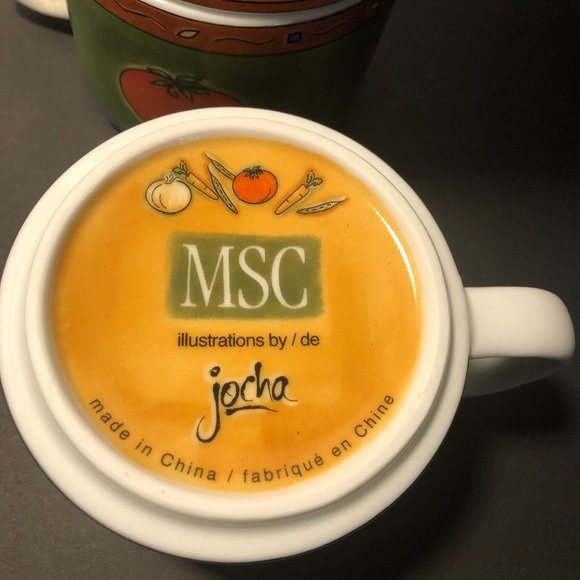 MSC
illustrations by / de
jocha
made in China / fabriqué en Chine